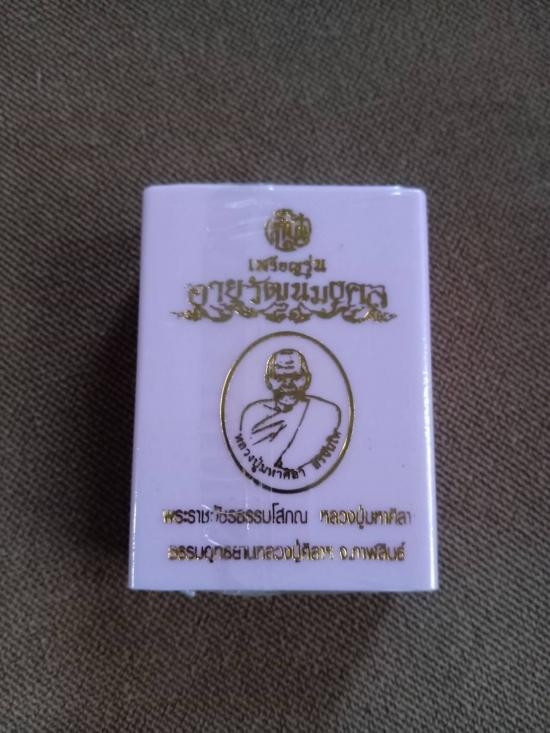 เหรียญรุ่น
อายุวัฒนมงคล
หลวงปู่มหาศิลา สิริจันโท
พระราชวัชรธรรมโสภณ หลวงปู่มหาศิลา
ธรรมอุทยานหลวงปู่ศิลาฯ จ.กาฬสินธุ์